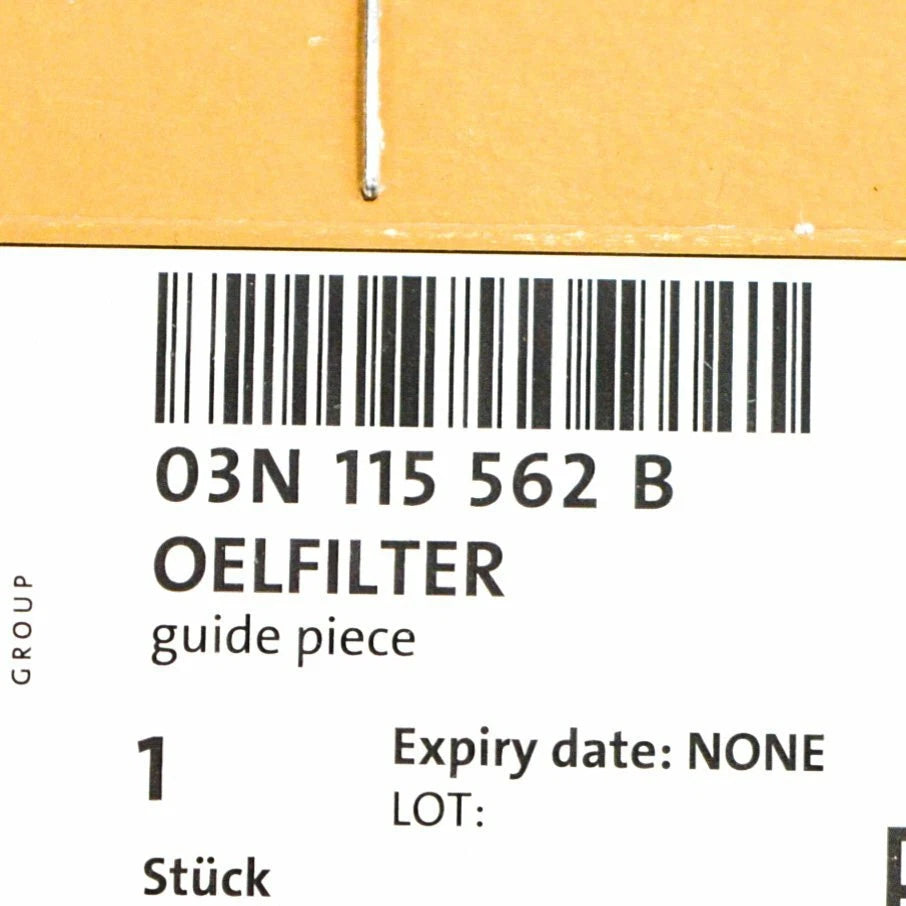 03N 115 562 B
OELFILTER
guide piece
GROUP
1
Expiry date: NONE
LOT:
Stück